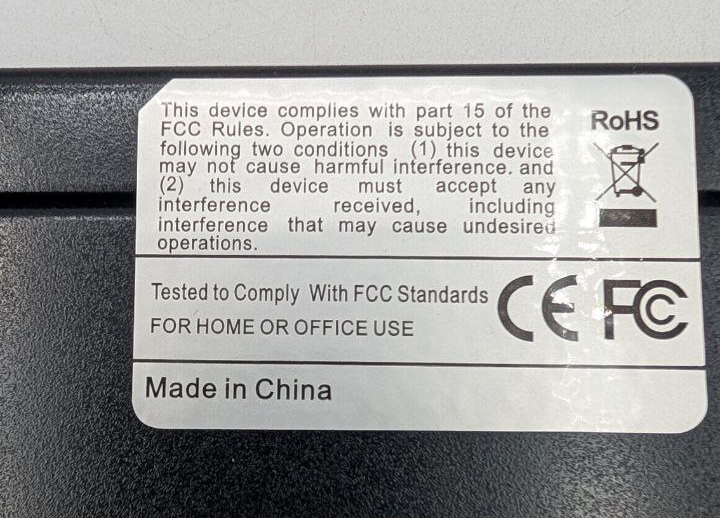 This device complies with part 15 of the
FCC Rules. Operation is subject to the
following two conditions (1) this device
may not cause harmful interference. and
(2) this device must accept any
interference received, including
interference that may cause undesired
operations.
RoHS
Tested to Comply With FCC Standards
FOR HOME OR OFFICE USE
CE FC
Made in China